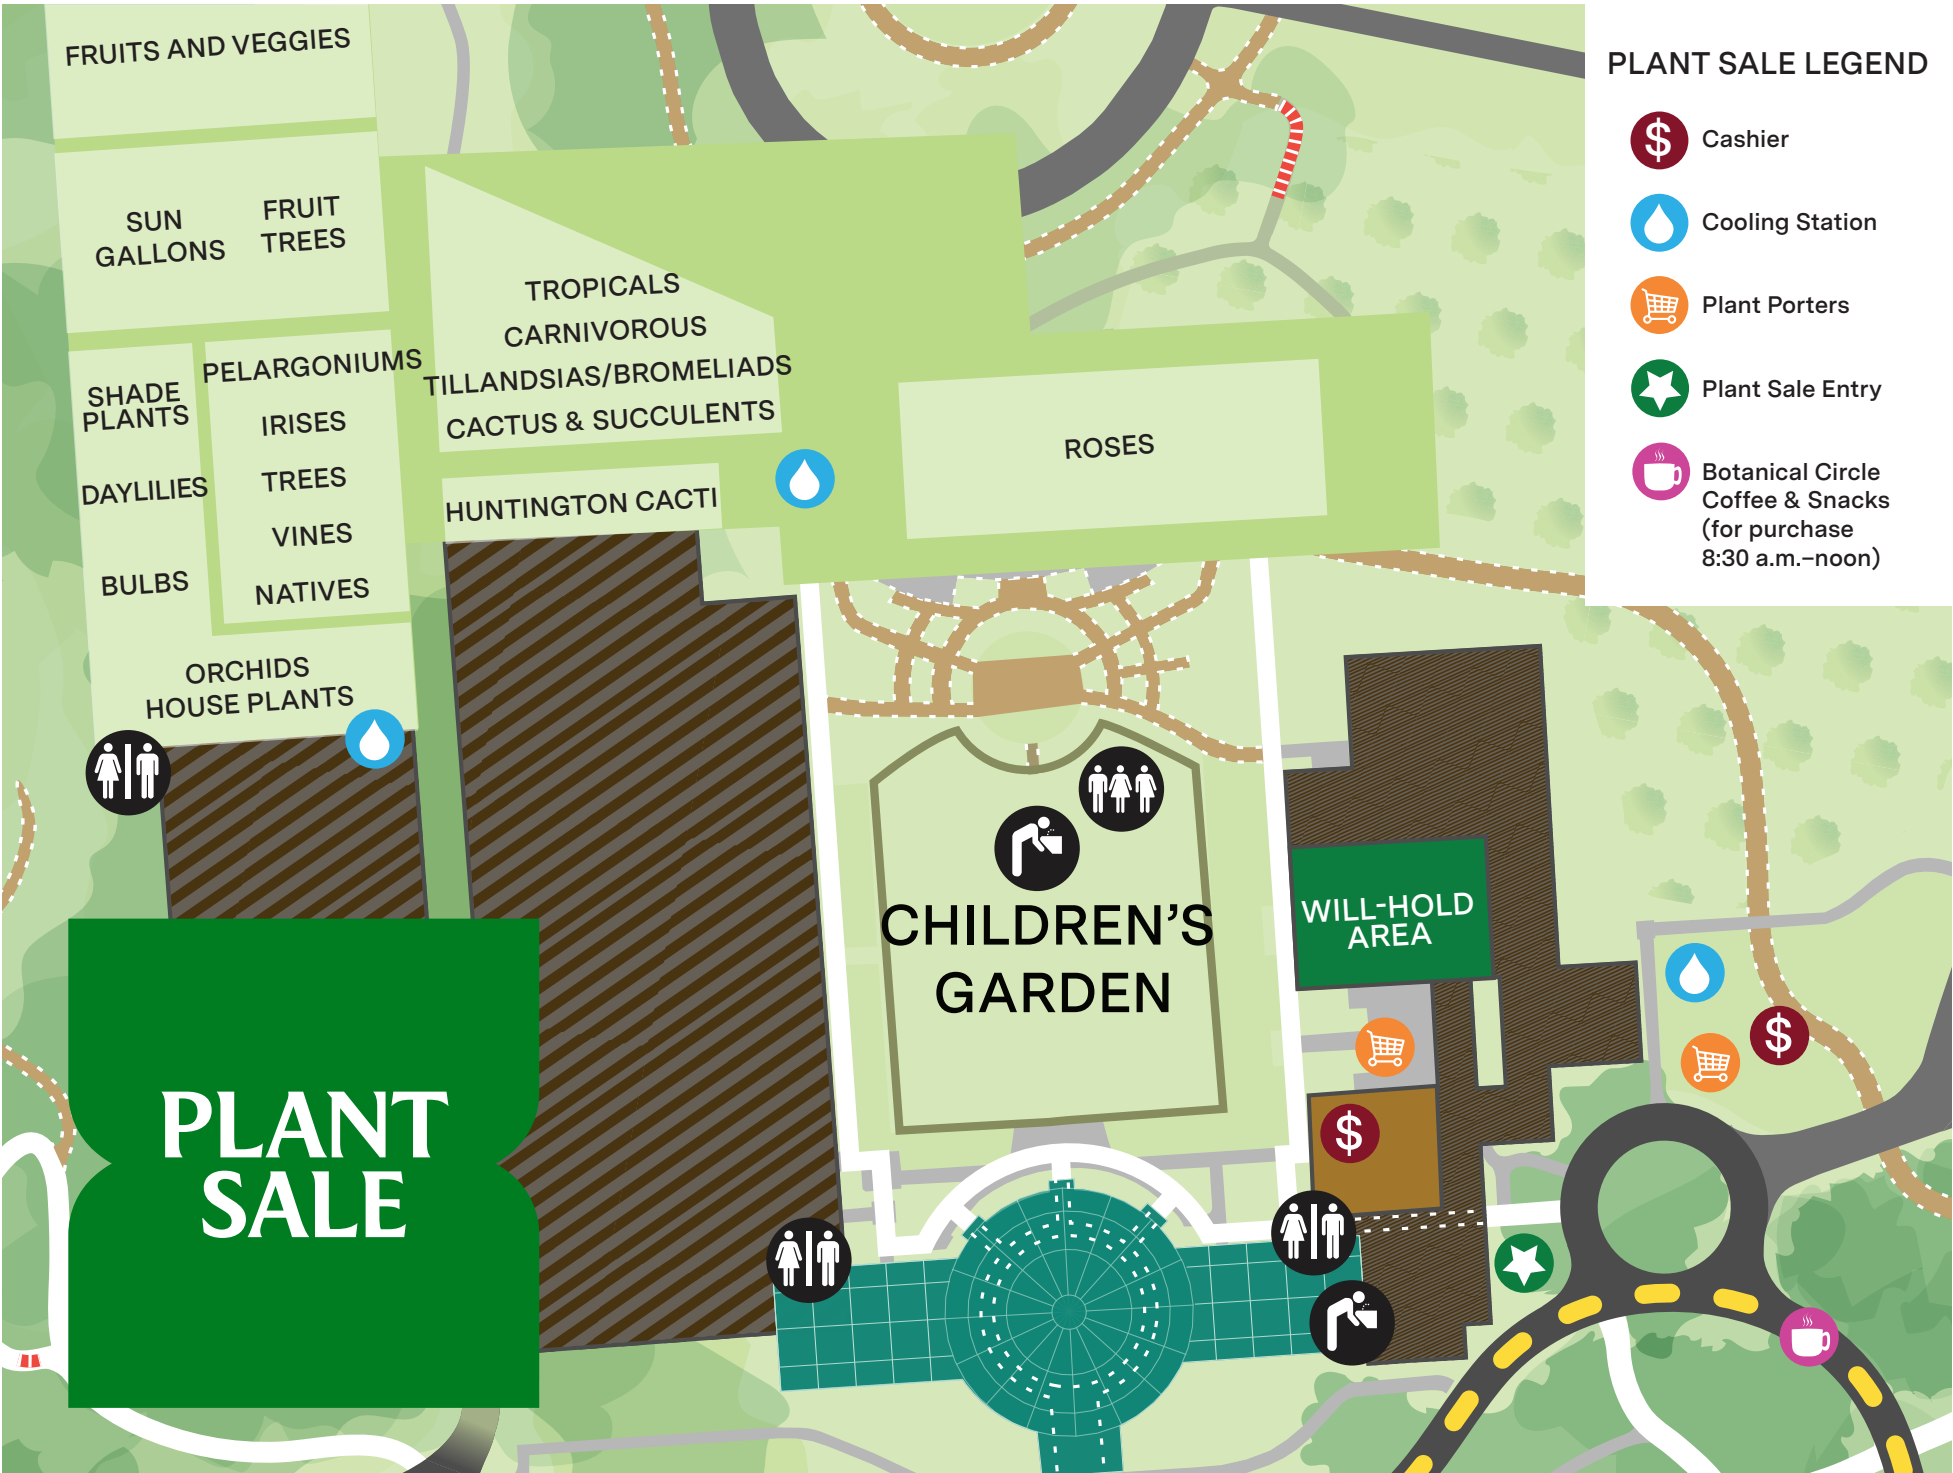 FRUITS AND VEGGIES
SUN
GALLONS
FRUIT
TREES
SHADE
PLANTS
DAYLILIES
BULBS
PELARGONIUMS
IRISES
TREES
VINES
NATIVES
ORCHIDS
HOUSE PLANTS
TROPICALS
CARNIVOROUS
TILLANDSIAS/BROMELIADS
CACTUS & SUCCULENTS
HUNTINGTON CACTI
ROSES
CHILDREN'S
GARDEN
WILL-HOLD
AREA
$
$
PLANT
SALE
PLANT SALE LEGEND
$ Cashier
Cooling Station
Plant Porters
Plant Sale Entry
Botanical Circle
Coffee & Snacks
(for purchase
8:30 a.m.–noon)